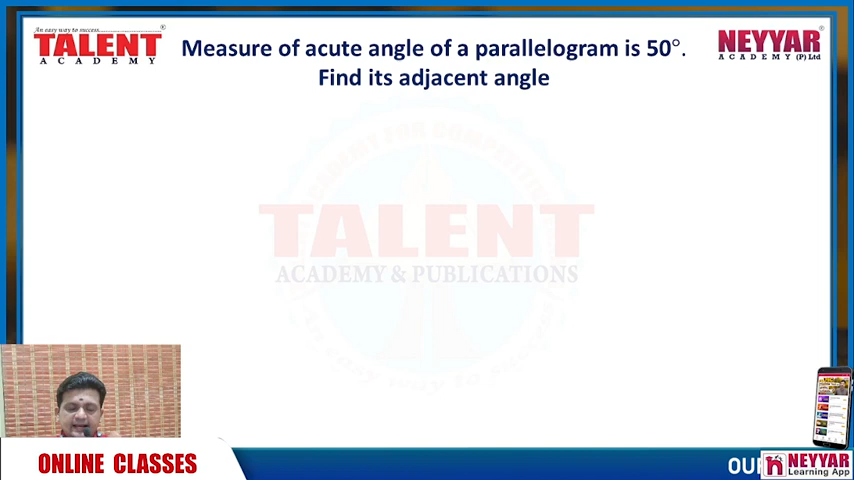 An easy way to success........
TALENT
ACADEMY
Measure of acute angle of a parallelogram is 50°.
Find its adjacent angle
NEYYAR
ACADEMY (P) Ltd
TALENT
ACADEMY & PUBLICATIONS
ONLINE CLASSES
OU
NEYYAR
Learning App